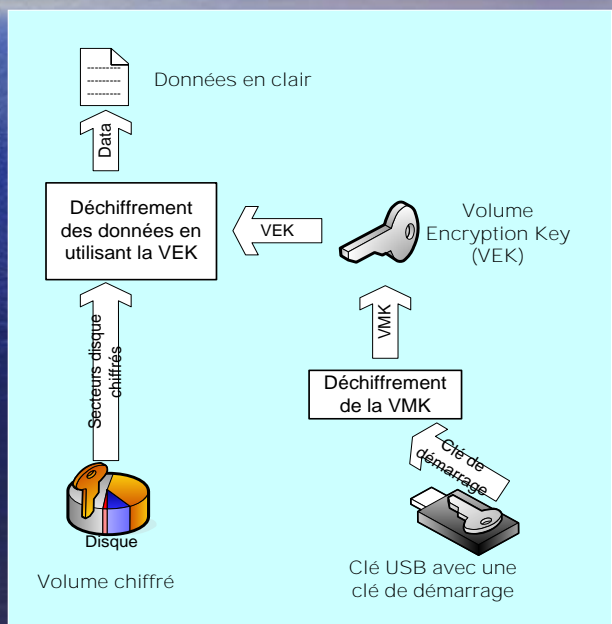 Données en clair
Data
Déchiffrement
des données en
utilisant la VEK
VEK
Volume
Encryption Key
(VEK)
Secteurs disque
chiffrés
VMK
Déchiffrement
de la VMK
Clé de
démarrage
Disque
Volume chiffré
Clé USB avec une
clé de démarrage